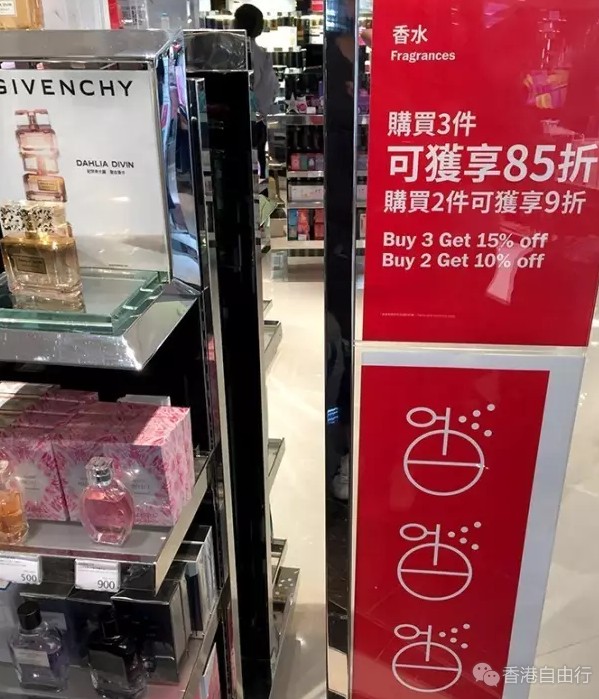 GIVENCHY
DAHLIA DIVIN
500
900
香水
Fragrances
購買3件
可獲享85折
購買2件可獲享9折
Buy 3 Get 15% off
Buy 2 Get 10% off
香港自由行